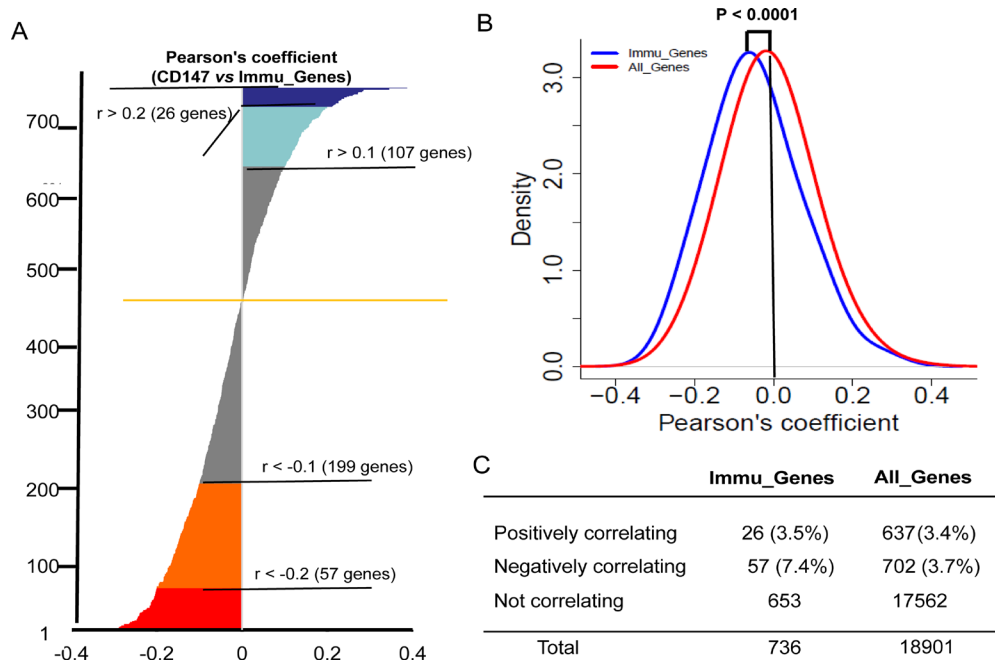 A
Pearson's coefficient
(CD147 vs Immu_Genes)
r > 0.2 (26 genes)
r > 0.1 (107 genes)
r < -0.1 (199 genes)
r < -0.2 (57 genes)
700
600
500
400
300
200
100
1
-0.4
-0.2
0
0.2
0.4
B
P < 0.0001
Immu_Genes
All_Genes
Density
3.0
2.0
1.0
0.0
−0.4
−0.2
0.0
0.2
0.4
Pearson's coefficient
C
Immu_Genes All_Genes
Positively correlating 26 (3.5%) 637(3.4%)
Negatively correlating 57 (7.4%) 702 (3.7%)
Not correlating 653 17562
Total 736 18901